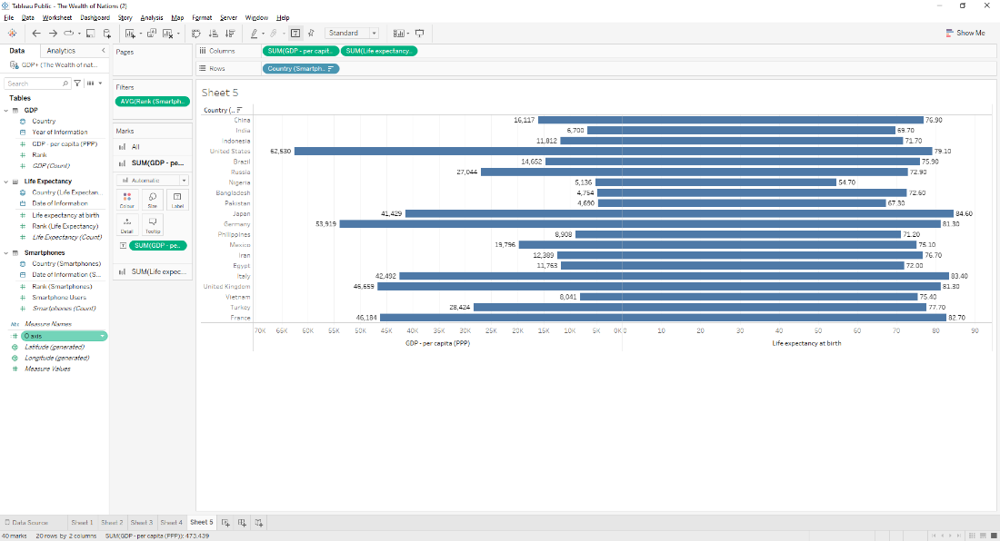 Tableau Public - The Wealth of Nations (2)
File Data Worksheet Dashboard Story Analysis Map Format Server Window Help
Standard Show Me
Data Analytics
GDP+ (The Wealth of nat...
Search
Tables
GDP
Country
Year of Information
GDP - per capita (PPP)
Rank
GDP (Count)
Life Expectancy
Country (Life Expectan...
Date of Information
Life expectancy at birth
Rank (Life Expectancy)
Life Expectancy (Count)
Smartphones
Country (Smartphones)
Date of Information (S...
Rank (Smartphones)
Smartphone Users
Smartphones (Count)
Abc Measure Names
0 axis
Latitude (generated)
Longitude (generated)
Measure Values
Pages
Filters
AVG(Rank (Smartph..
Marks
All
SUM(GDP - pe...
Automatic
Colour Size Label
Detail Tooltip
SUM(GDP - pe..
SUM(Life expec...
Columns SUM(GDP - per capit.. SUM(Life expectancy..
Rows Country (Smartph..
Sheet 5
Country (..
China 16,117 76.90
India 6,700 69.70
Indonesia 11,812 71.70
United States 62,530 79.10
Brazil 14,652 75.90
Russia 27,044 72.90
Nigeria 5,136 54.70
Bangladesh 4,754 72.60
Pakistan 4,690 67.30
Japan 41,429 84.60
Germany 53,919 81.30
Philippines 8,908 71.20
Mexico 19,796 75.10
Iran 12,389 76.70
Egypt 11,763 72.00
Italy 42,492 83.40
United Kingdom 46,659 81.30
Vietnam 8,041 75.40
Turkey 28,424 77.70
France 46,184 82.70
70K 65K 60K 55K 50K 45K 40K 35K 30K 25K 20K 15K 10K 5K 0K 0 10 20 30 40 50 60 70 80 90
GDP - per capita (PPP) Life expectancy at birth
Data Source Sheet 1 Sheet 2 Sheet 3 Sheet 4 Sheet 5
40 marks 20 rows by 2 columns SUM(GDP - per capita (PPP)): 473,439